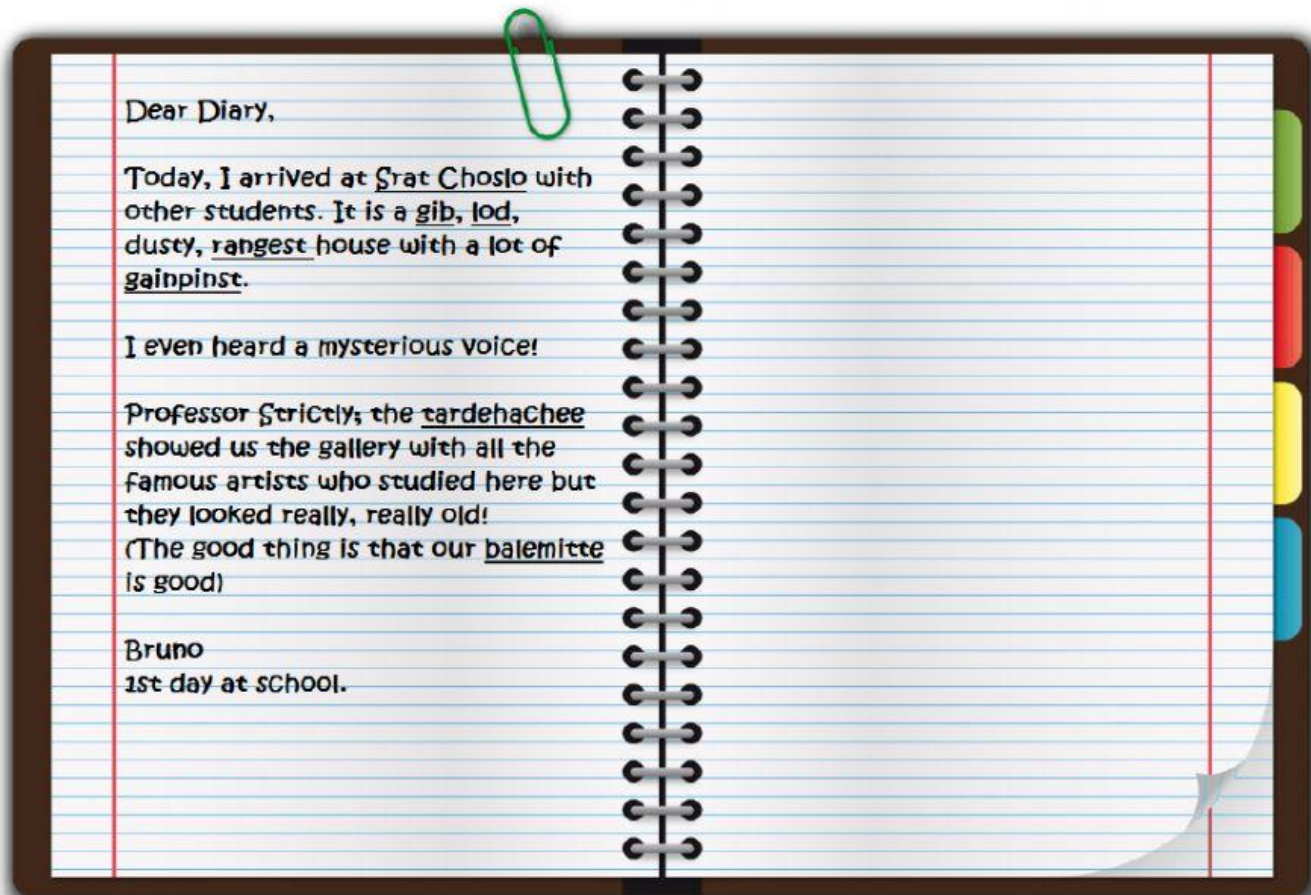 Dear Diary,
Today, I arrived at Srat Choslo with
other students. It is a gib, lod,
dusty, rangest house with a lot of
gainpinst.
I even heard a mysterious voice!
Professor Strictly; the tardehachee
showed us the gallery with all the
famous artists who studied here but
they looked really, really old!
(The good thing is that our balemitte
is good)
Bruno
1st day at school.